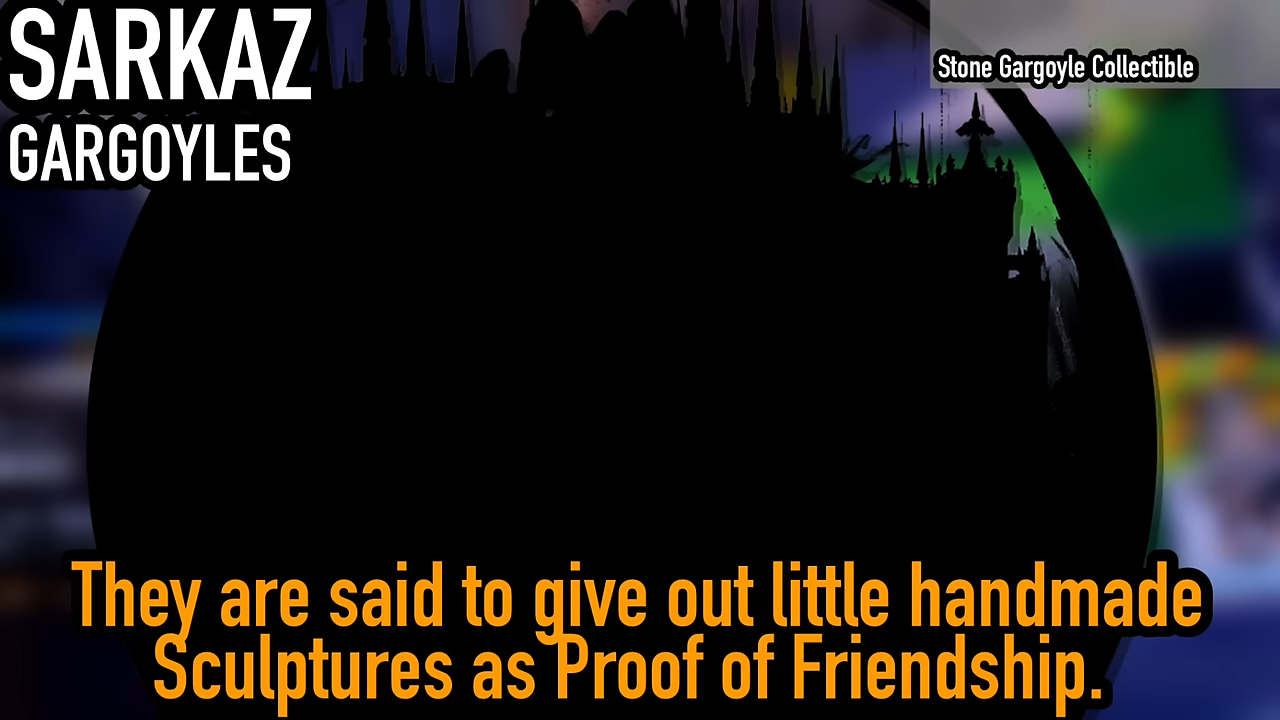 SARKAZ
GARGOYLES
Stone Gargoyle Collectible
They are said to give out little handmade
Sculptures as Proof of Friendship.